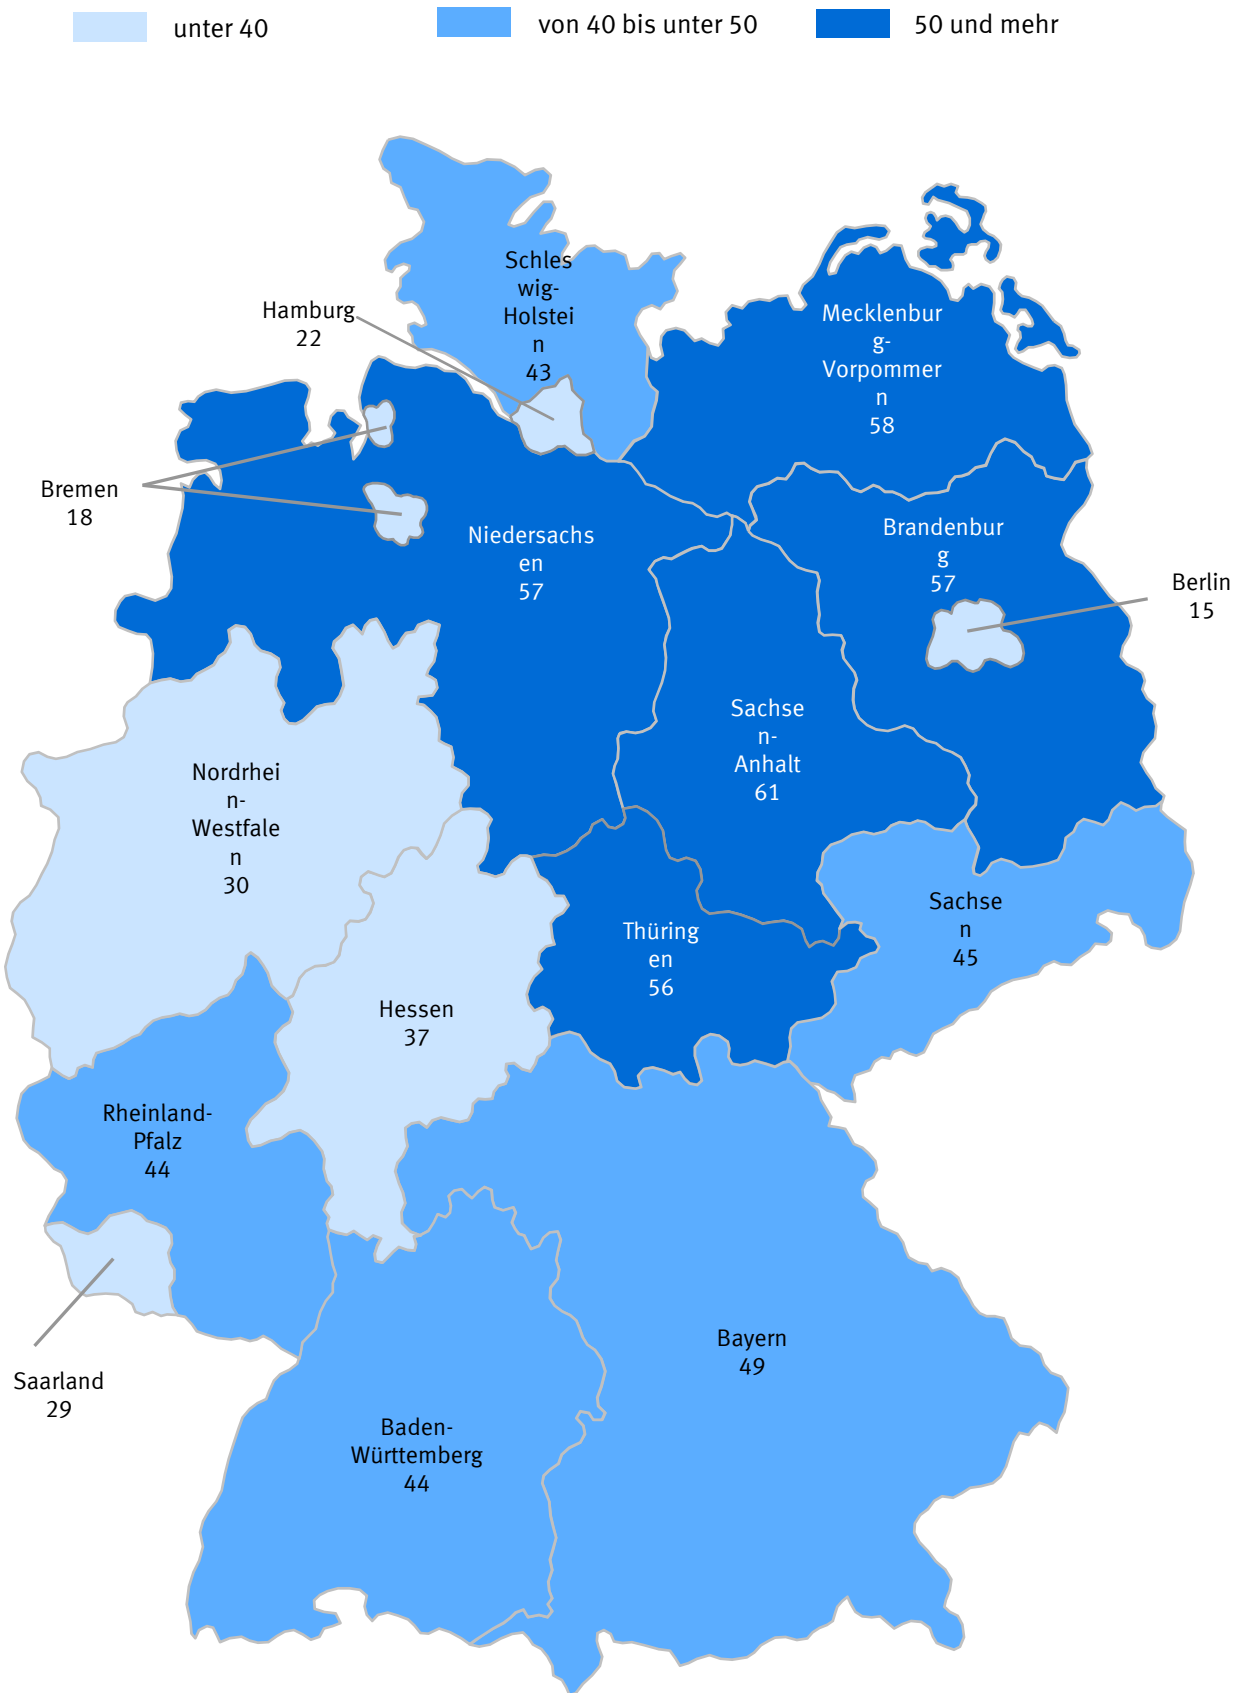 unter 40
von 40 bis unter 50
50 und mehr
Schles
wig-
Holstei
n
43
Hamburg
22
Mecklenbur
g-
Vorpommer
n
58
Bremen
18
Niedersachs
en
57
Brandenbur
g
57
Berlin
15
Sachse
n-
Anhalt
61
Nordrhei
n-
Westfale
n
30
Sachse
n
45
Thüring
en
56
Hessen
37
Rheinland-
Pfalz
44
Saarland
29
Bayern
49
Baden-
Württemberg
44